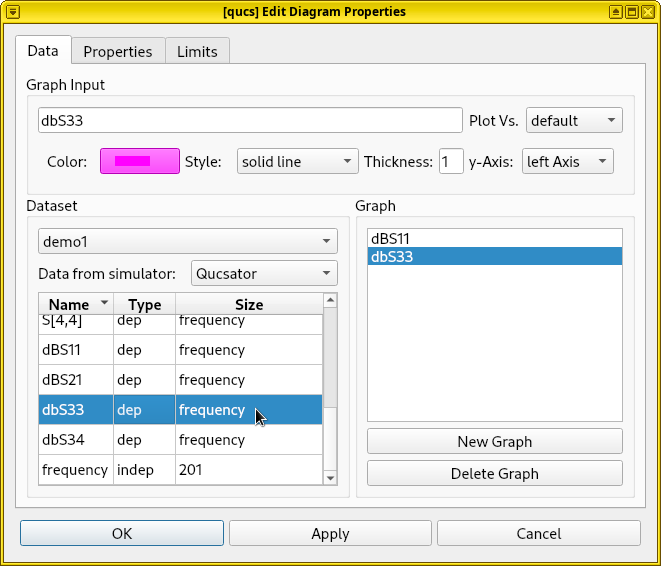 [qucs] Edit Diagram Properties
Data Properties Limits
Graph Input
dbS33 Plot Vs. default
Color: Style: solid line Thickness: 1 y-Axis: left Axis
Dataset
demo1
Data from simulator: Qucsator
Name Type Size
S[4,4] dep frequency
dBS11 dep frequency
dBS21 dep frequency
dbS33 dep frequency
dbS34 dep frequency
frequency indep 201
Graph
dBS11
dbS33
New Graph
Delete Graph
OK Apply Cancel